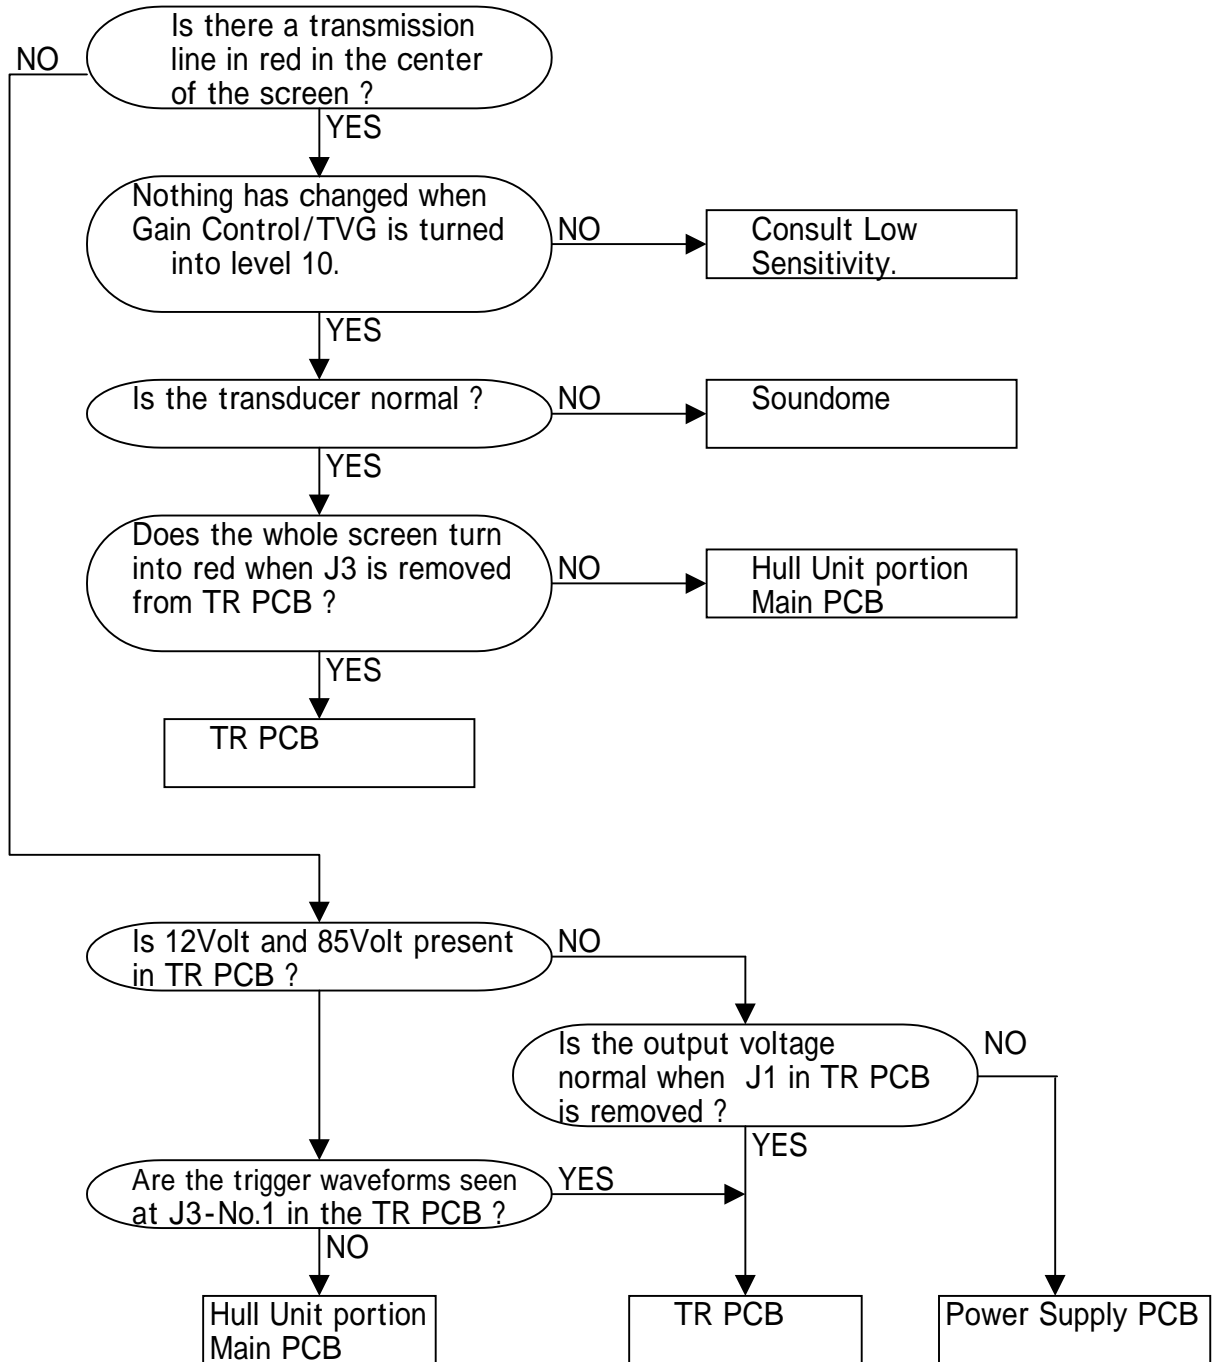 Is there a transmission
line in red in the center
of the screen ?
NO
YES
Nothing has changed when
Gain Control/TVG is turned
into level 10.
NO
Consult Low
Sensitivity.
YES
Is the transducer normal ?
NO
Soundome
YES
Does the whole screen turn
into red when J3 is removed
from TR PCB ?
NO
Hull Unit portion
Main PCB
YES
TR PCB
Is 12Volt and 85Volt present
in TR PCB ?
NO
Is the output voltage
normal when J1 in TR PCB
is removed ?
NO
YES
Are the trigger waveforms seen
at J3-No.1 in the TR PCB ?
YES
NO
Hull Unit portion
Main PCB
TR PCB
Power Supply PCB